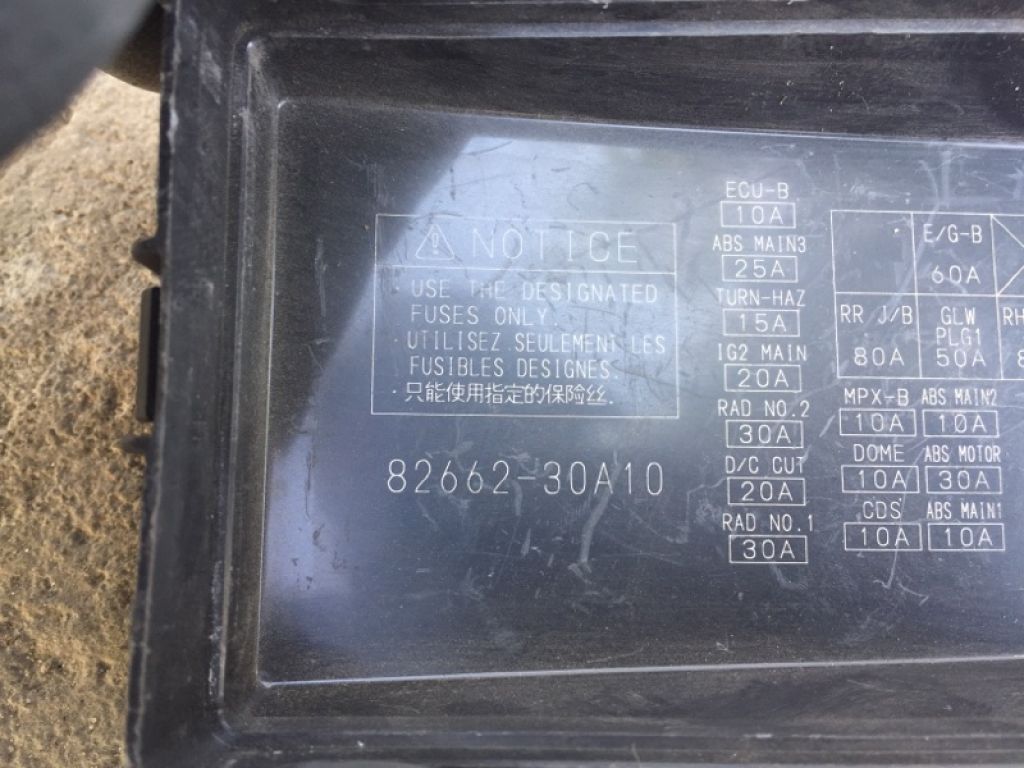 NOTICE
· USE THE DESIGNATED
FUSES ONLY.
· UTILISEZ SEULEMENT LES
FUSIBLES DESIGNES.
· 只能使用指定的保险丝.
82662-30A10
ECU-B
10A
ABS MAIN3
25A
TURN-HAZ
15A
IG2 MAIN
20A
RAD NO.2
30A
D/C CUT
20A
RAD NO.1
30A
E/G-B
60A
RR J/B
80A
GLW
PLG1
50A
RH
8
MPX-B
10A
ABS MAIN2
10A
DOME
10A
ABS MOTOR
30A
CDS
10A
ABS MAIN1
10A